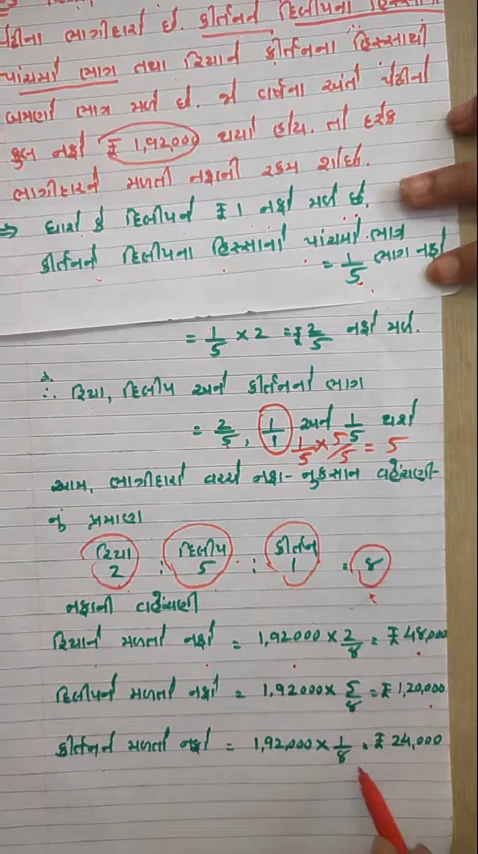 પેઢીના ભાગીદારો છે. કીર્તનને દિલીપના હિસ્સાના
પાંચમો ભાગ તથા રિયાને કીર્તનના હિસ્સાથી
બમણો ભાગ મળે છે. જો વર્ષના અંતે પેઢીનો
કુલ નફો ₹ 1,92,000 થયો હોય. તો દરેક
ભાગીદારને મળતી નફાની રકમ શોધો.
⇒ ધારો કે દિલીપને ₹ 1 નફો મળે છે.
કીર્તનનો દિલીપના હિસ્સાનો પાંચમો ભાગ
= 1/5 ભાગ નફો
= 1/5 × 2 = ₹ 2/5 નફો મળે.
∴ રિયા, દિલીપ અને કીર્તનનો ભાગ
= 2/5, 1/1 અને 1/5 થશે
1/5 × 5/5 = 5
આમ, ભાગીદારો વચ્ચે નફા-નુકસાન વહેંચણી-
નું પ્રમાણ
રિયા : દિલીપ : કીર્તન
2 : 5 : 1 = 8
નફાની વહેંચણી
રિયાને મળતો નફો = 1,92000 × 2/8 = ₹ 48,000
દિલીપને મળતો નફો = 1,92000 × 5/8 = ₹ 1,20,000
કીર્તનને મળતો નફો = 1,92,000 × 1/8 = ₹ 24,000